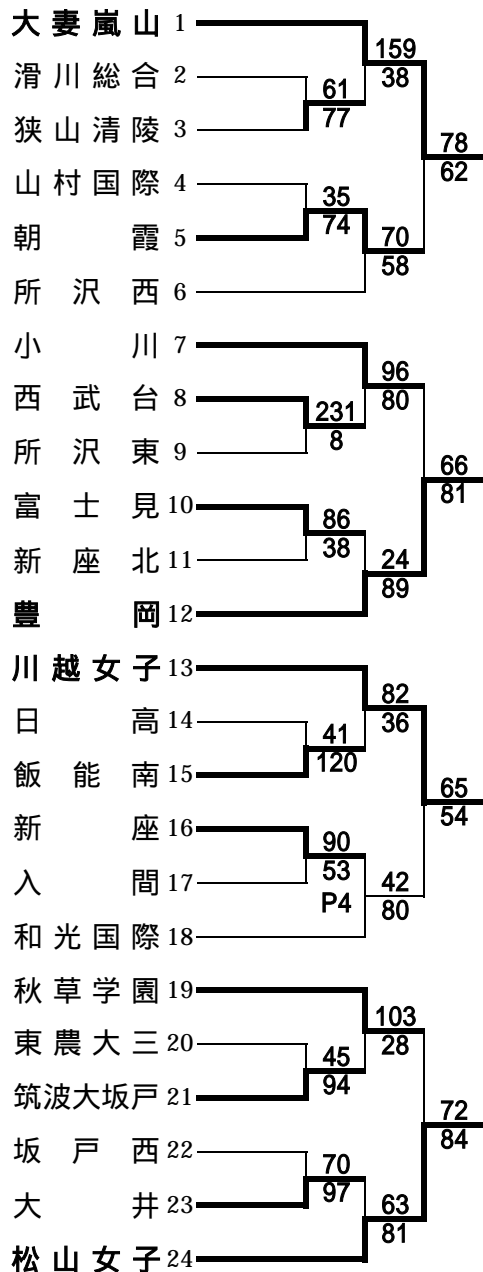 大妻嵐山 1
159
38
滑川総合 2
61
77
狭山清陵 3
78
62
山村国際 4
35
74
朝霞 5
70
58
所沢西 6
小川 7
96
80
西武台 8
231
8
所沢東 9
66
81
富士見 10
86
38
新座北 11
24
89
豊岡 12
川越女子 13
82
36
日高 14
41
120
飯能南 15
65
54
新座 16
90
53
P4
入間 17
42
80
和光国際 18
秋草学園 19
103
28
東農大三 20
45
94
筑波大坂戸 21
72
84
坂戸西 22
70
97
大井 23
63
81
松山女子 24